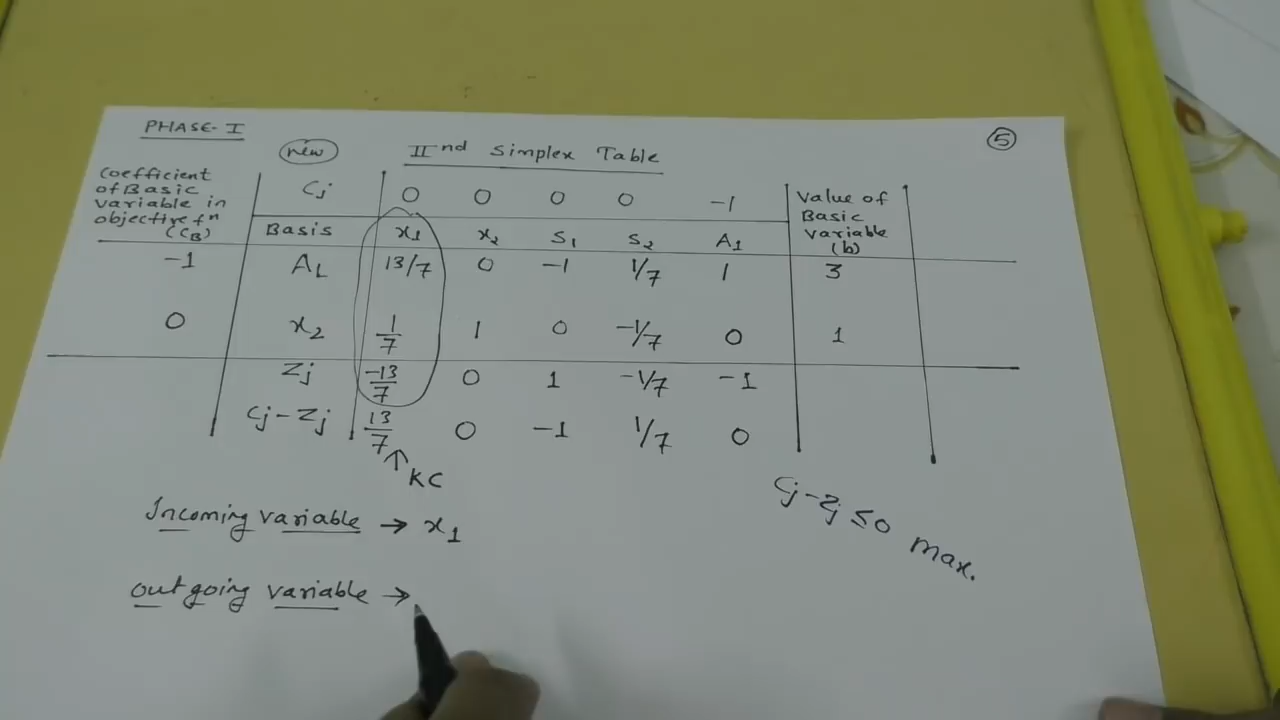 PHASE-I
(new) IInd Simplex Table (5)
Coefficient of Basic variable in objective fn (CB) | Cj | 0 0 0 0 -1 | Value of Basic variable (b)
Basis | x1 x2 S1 S2 A1
-1 | A1 | 13/7 0 -1 1/7 1 | 3
0 | x2 | 1/7 1 0 -1/7 0 | 1
Zj | -13/7 0 1 -1/7 -1
Cj-Zj | 13/7 0 -1 1/7 0
↑ KC
Cj-Zj ≤0 max.
Incoming variable → x1
outgoing variable →